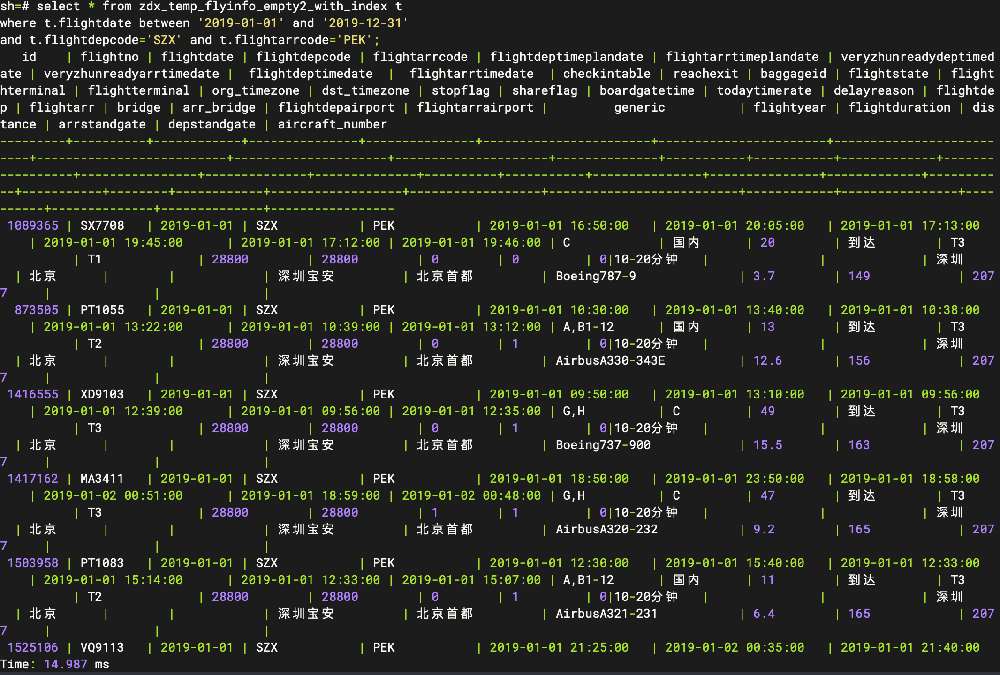 sh=# select * from zdx_temp_flyinfo_empty2_with_index t
where t.flightdate between '2019-01-01' and '2019-12-31'
and t.flightdepcode='SZX' and t.flightarrcode='PEK';
id | flightno | flightdate | flightdepcode | flightarrcode | flightdeptimeplandate | flightarrtimeplandate | veryzhunreadydeptimed
ate | veryzhunreadyarrtimedate | flightdeptimedate | flightarrtimedate | checkintable | reachexit | baggageid | flightstate | flight
hterminal | flightterminal | org_timezone | dst_timezone | stopflag | shareflag | boardgatetime | todaytimerate | delayreason | flightde
p | flightarr | bridge | arr_bridge | flightdepairport | flightarrairport | generic | flightyear | flightduration | dis
tance | arrstandgate | depstandgate | aircraft_number
---------+----------+------------+---------------+---------------+-----------------------+-----------------------+----------------------
----+--------------------------+---------------------+---------------------+--------------+-----------+-----------+-------------+-------
----------+----------------+--------------+--------------+----------+-----------+---------------+---------------+-------------+---------
--+-----------+--------+------------+------------------+------------------+--------------------------+------------+----------------+----
------+--------------+--------------+-----------------
1089365 | SX7708 | 2019-01-01 | SZX | PEK | 2019-01-01 16:50:00 | 2019-01-01 20:05:00 | 2019-01-01 17:13:00
| 2019-01-01 19:45:00 | 2019-01-01 17:12:00 | 2019-01-01 19:46:00 | C | 国内 | 20 | 到达 | T3
| T1 | 28800 | 28800 | 0 | 0 | 0|10-20分钟 | | | 深圳
| 北京 | | | 深圳宝安 | 北京首都 | Boeing787-9 | 3.7 | 149 | 207
7 | | |
873505 | PT1055 | 2019-01-01 | SZX | PEK | 2019-01-01 10:30:00 | 2019-01-01 13:40:00 | 2019-01-01 10:38:00
| 2019-01-01 13:22:00 | 2019-01-01 10:39:00 | 2019-01-01 13:12:00 | A,B1-12 | 国内 | 13 | 到达 | T3
| T2 | 28800 | 28800 | 0 | 1 | 0|10-20分钟 | | | 深圳
| 北京 | | | 深圳宝安 | 北京首都 | AirbusA330-343E | 12.6 | 156 | 207
7 | | |
1416555 | XD9103 | 2019-01-01 | SZX | PEK | 2019-01-01 09:50:00 | 2019-01-01 13:10:00 | 2019-01-01 09:56:00
| 2019-01-01 12:39:00 | 2019-01-01 09:56:00 | 2019-01-01 12:35:00 | G,H | C | 49 | 到达 | T3
| T3 | 28800 | 28800 | 0 | 1 | 0|10-20分钟 | | | 深圳
| 北京 | | | 深圳宝安 | 北京首都 | Boeing737-900 | 15.5 | 163 | 207
7 | | |
1417162 | MA3411 | 2019-01-01 | SZX | PEK | 2019-01-01 18:50:00 | 2019-01-01 23:50:00 | 2019-01-01 18:58:00
| 2019-01-02 00:51:00 | 2019-01-01 18:59:00 | 2019-01-02 00:48:00 | G,H | C | 47 | 到达 | T3
| T3 | 28800 | 28800 | 1 | 1 | 0|10-20分钟 | | | 深圳
| 北京 | | | 深圳宝安 | 北京首都 | AirbusA320-232 | 9.2 | 165 | 207
7 | | |
1503958 | PT1083 | 2019-01-01 | SZX | PEK | 2019-01-01 12:30:00 | 2019-01-01 15:40:00 | 2019-01-01 12:33:00
| 2019-01-01 15:14:00 | 2019-01-01 12:33:00 | 2019-01-01 15:07:00 | A,B1-12 | 国内 | 11 | 到达 | T3
| T2 | 28800 | 28800 | 0 | 1 | 0|10-20分钟 | | | 深圳
| 北京 | | | 深圳宝安 | 北京首都 | AirbusA321-231 | 6.4 | 165 | 207
7 | | |
1525106 | VQ9113 | 2019-01-01 | SZX | PEK | 2019-01-01 21:25:00 | 2019-01-02 00:35:00 | 2019-01-01 21:40:00
Time: 14.987 ms